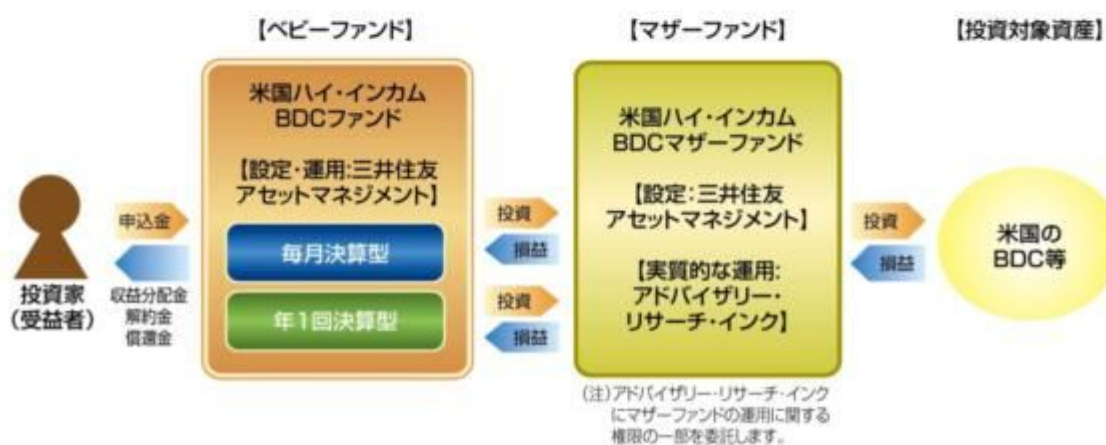 【ベビーファンド】
【マザーファンド】
【投資対象資産】
米国ハイ・インカム
BDCファンド
【設定・運用:三井住友
アセットマネジメント】
毎月決算型
年1回決算型
投資家
(受益者)
申込金
収益分配金
解約金
償還金
投資
損益
投資
損益
米国ハイ・インカム
BDCマザーファンド
【設定:三井住友
アセットマネジメント】
【実質的な運用:
アドバイザリー・
リサーチ・インク】
(注)アドバイザリー・リサーチ・インク
にマザーファンドの運用に関する
権限の一部を委託します。
投資
損益
米国の
BDC等